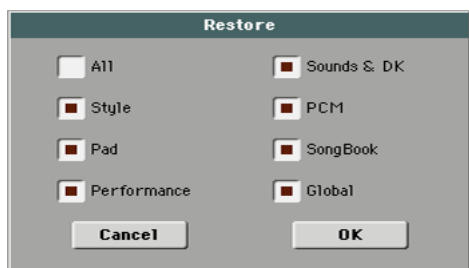 Restore
All Sounds & DK
Style PCM
Pad SongBook
Performance Global
Cancel OK